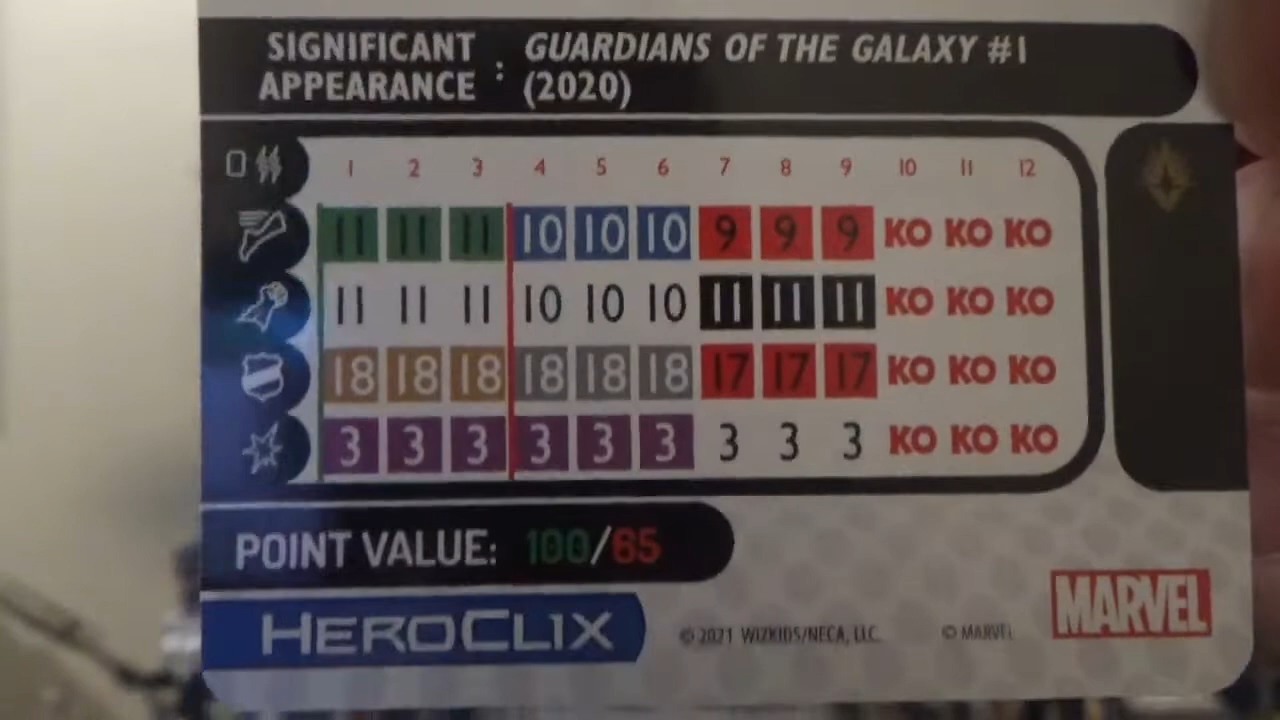 SIGNIFICANT APPEARANCE : GUARDIANS OF THE GALAXY #1 (2020)
0 1 2 3 4 5 6 7 8 9 10 11 12
11 11 11 10 10 10 9 9 9 KO KO KO
11 11 11 10 10 10 11 11 11 KO KO KO
18 18 18 18 18 18 17 17 17 KO KO KO
3 3 3 3 3 3 3 3 3 KO KO KO
POINT VALUE: 100/65
HEROCLIX
© 2021 WIZKIDS/NECA, LLC.
© MARVEL
MARVEL